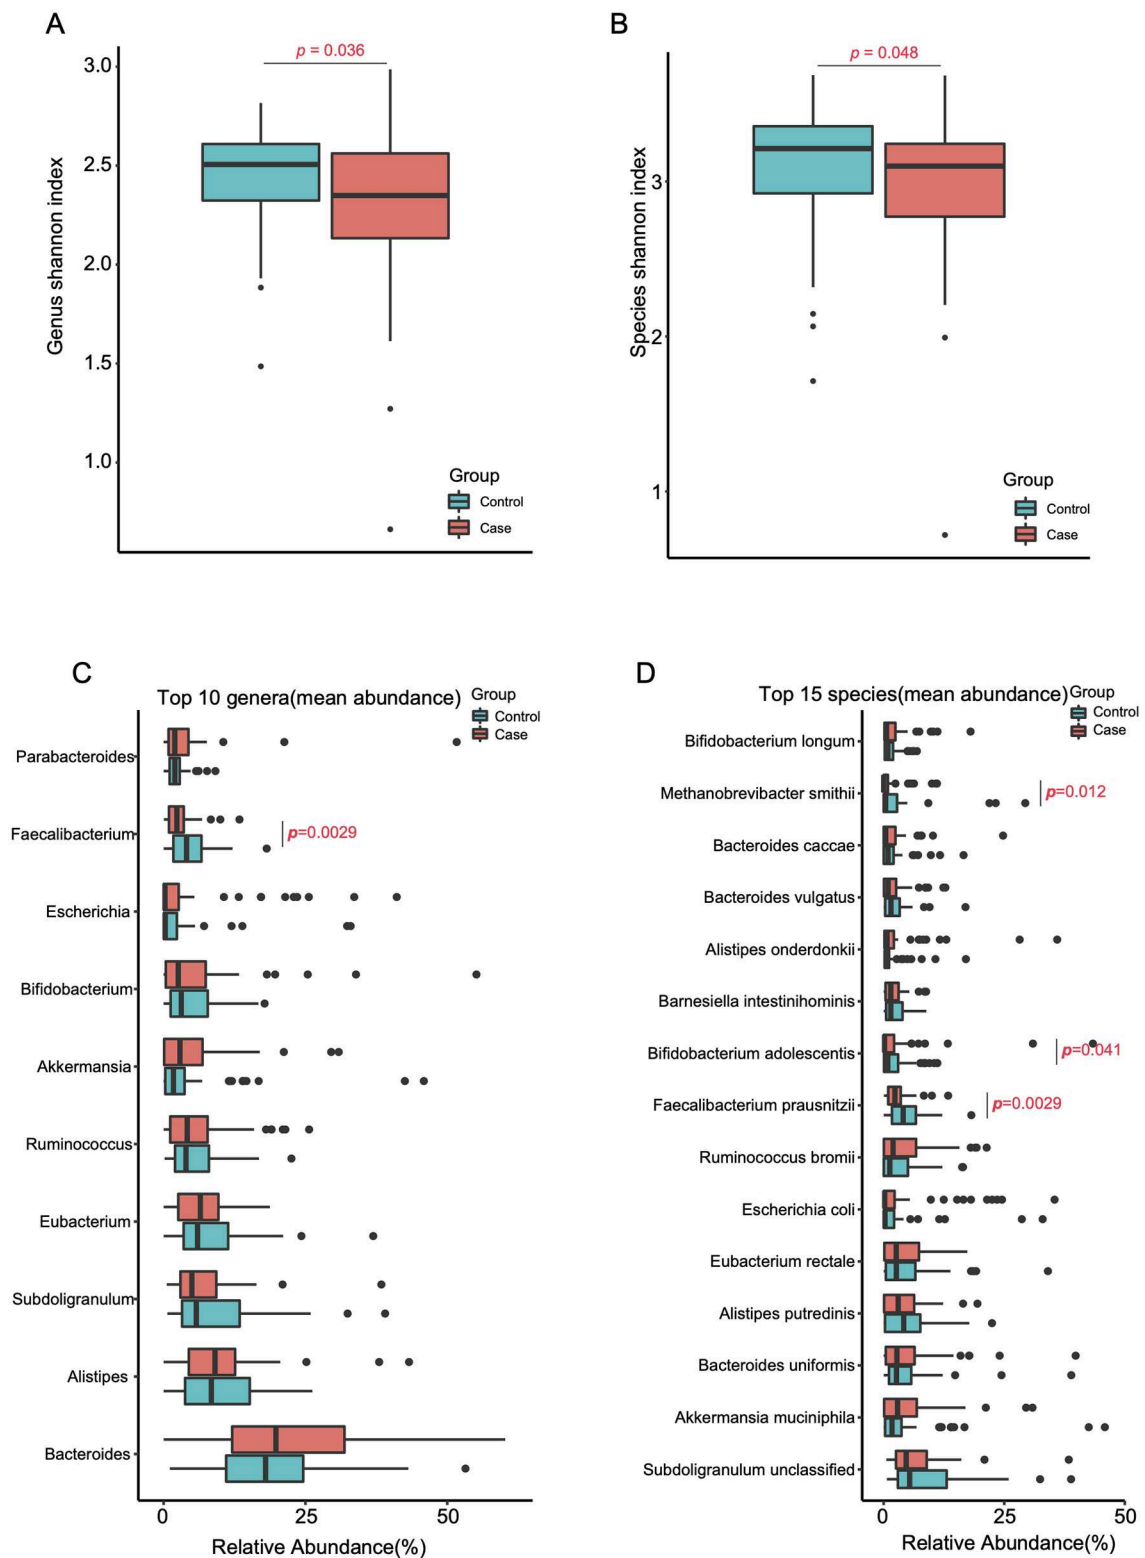 A
p = 0.036
Genus shannon index
3.0
2.5
2.0
1.5
1.0
Group
Control
Case
B
p = 0.048
Species shannon index
3
2
1
Group
Control
Case
C
Top 10 genera(mean abundance)
Group
Control
Case
Parabacteroides
Faecalibacterium
p=0.0029
Escherichia
Bifidobacterium
Akkermansia
Ruminococcus
Eubacterium
Subdoligranulum
Alistipes
Bacteroides
0
25
50
Relative Abundance(%)
D
Top 15 species(mean abundance)
Group
Control
Case
Bifidobacterium longum
Methanobrevibacter smithii
p=0.012
Bacteroides caccae
Bacteroides vulgatus
Alistipes onderdonkii
Barnesiella intestinihominis
Bifidobacterium adolescentis
p=0.041
Faecalibacterium prausnitzii
p=0.0029
Ruminococcus bromii
Escherichia coli
Eubacterium rectale
Alistipes putredinis
Bacteroides uniformis
Akkermansia muciniphila
Subdoligranulum unclassified
0
25
50
Relative Abundance(%)